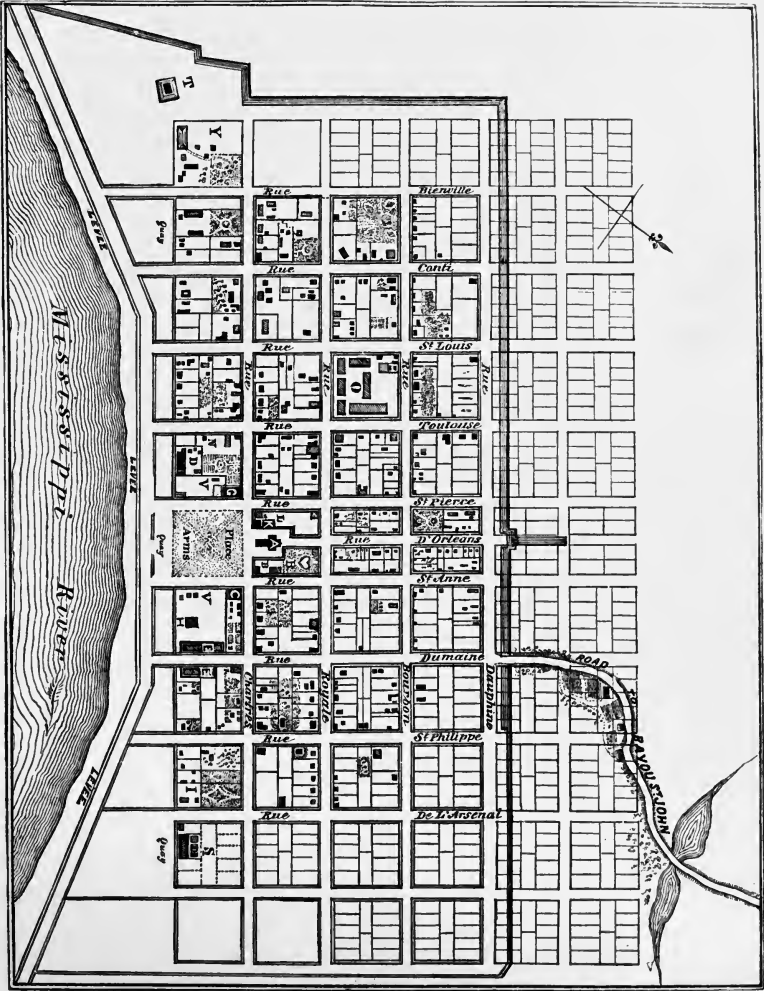 T
Y
Rue Bienville
LEVEE
Quay
Rue Conti
Rue St Louis
Rue
Rue
Rue
Rue
O
Rue Toulouse
Mississippi River
LEVEE
N
D
V
C
Rue St Pierre
L
K
A
B
Place Arms
Quay
Rue D'Orleans
Rue St Anne
V
C
H
E
Rue Dumaine
ROAD TO BAYOU ST JOHN
E
Chartres
Royale
Bourbon
Dauphine
Rue St Philippe
LEVEE
I
Rue De L'Arsenal
Quay
S